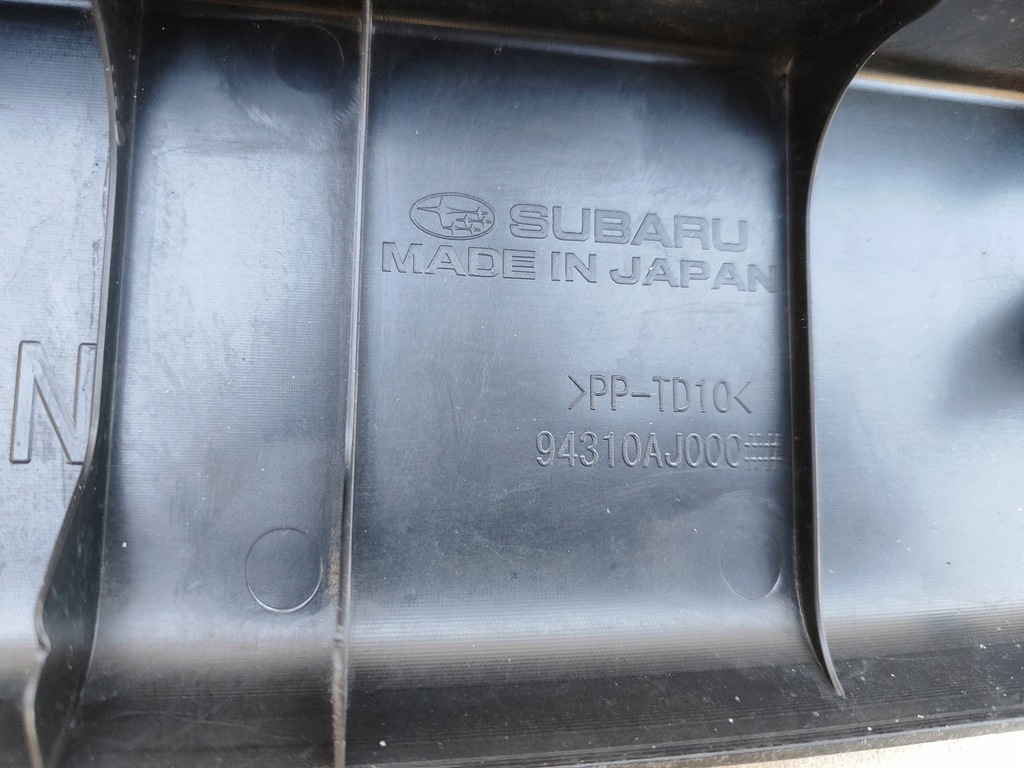 SUBARU
MADE IN JAPAN
N
>PP-TD10<
94310AJ000##